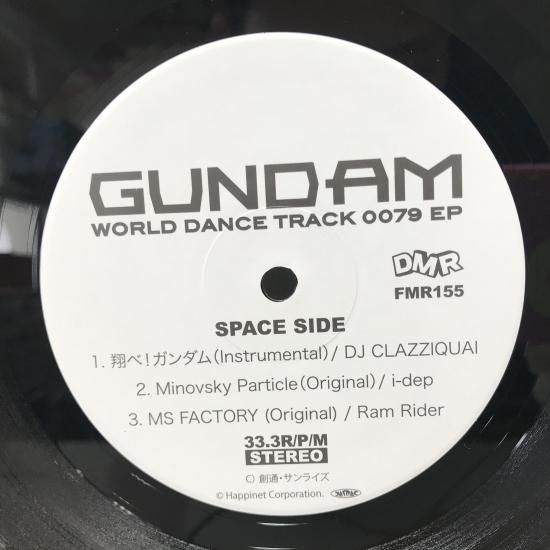 GUNDAM
WORLD DANCE TRACK 0079 EP
DMR
FMR155
SPACE SIDE
1. 翔べ!ガンダム(Instrumental) / DJ CLAZZIQUAI
2. Minovsky Particle(Original) / i-dep
3. MS FACTORY (Original) / Ram Rider
33.3R/P/M
STEREO
C) 創通・サンライズ
© Happinet Corporation.